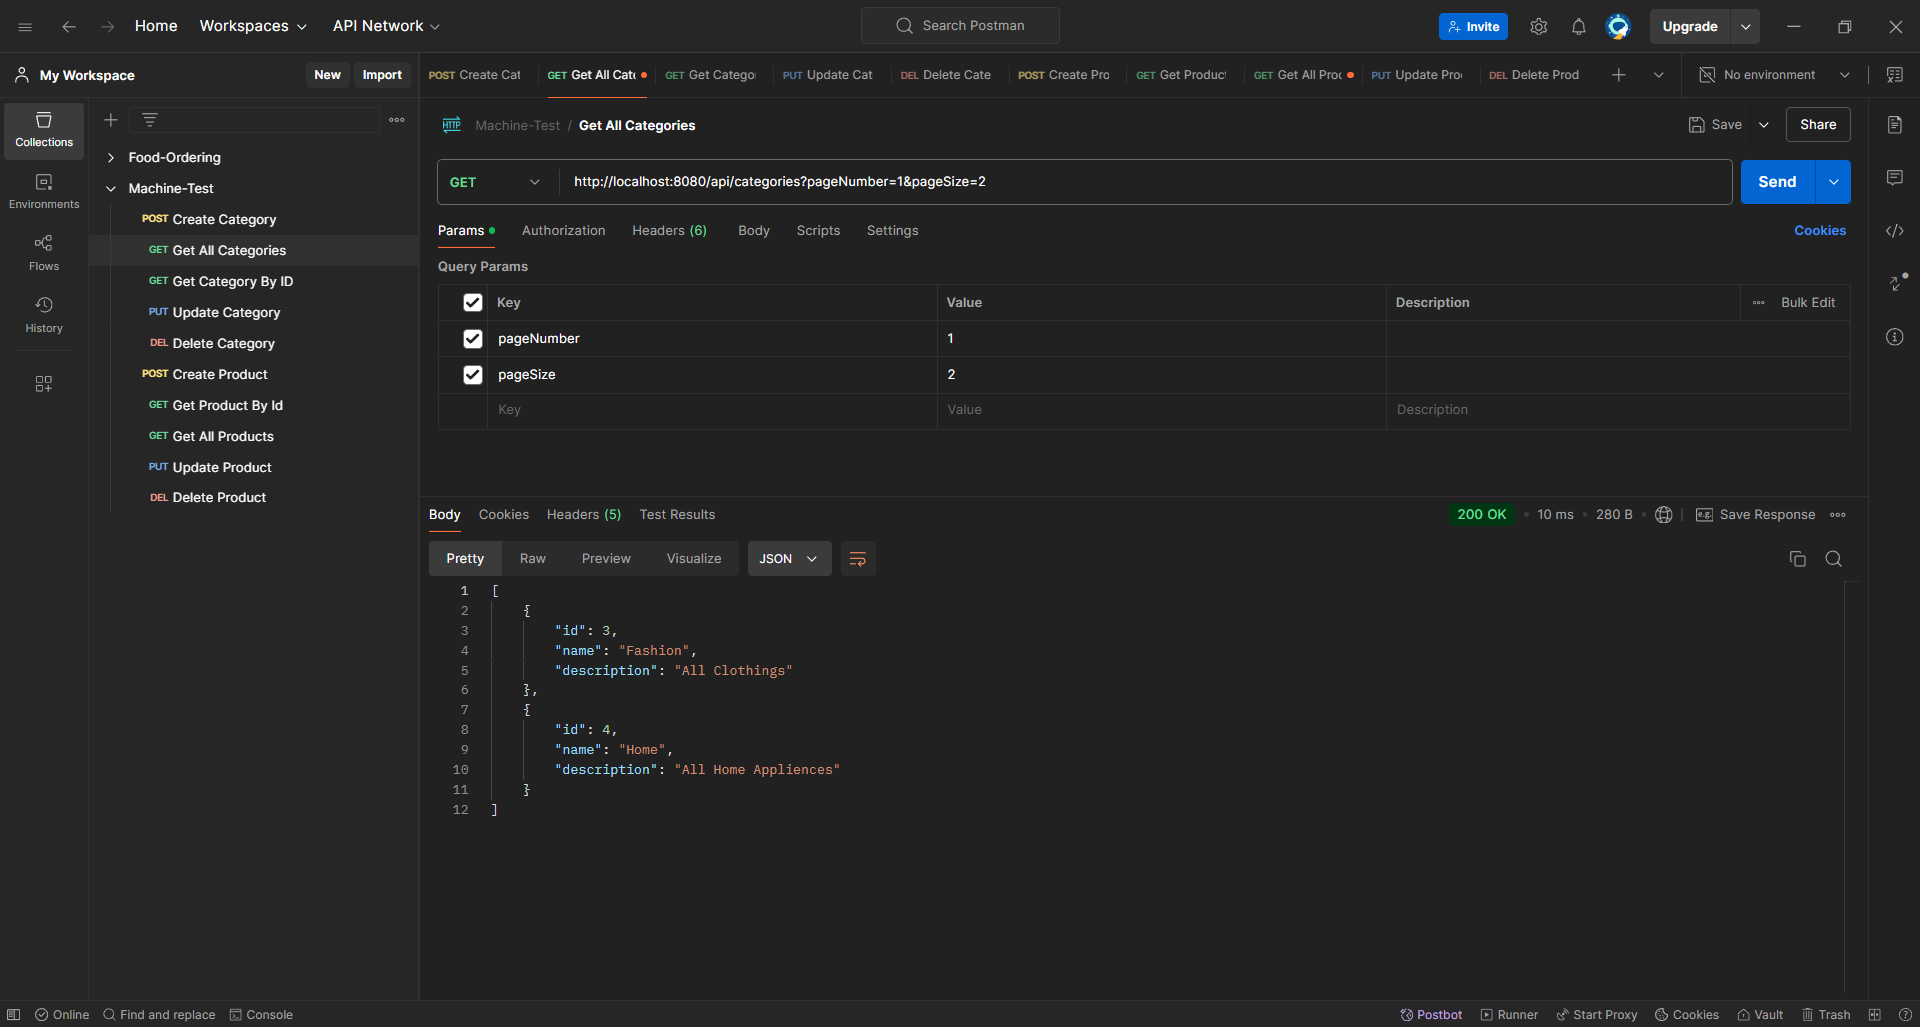 Home Workspaces API Network Search Postman Invite Upgrade
My Workspace New Import
POST Create Cat GET Get All Cate GET Get Categor PUT Update Cat DEL Delete Cate POST Create Pro GET Get Product GET Get All Prod PUT Update Pro DEL Delete Prod No environment
Collections
Environments
Flows
History
Food-Ordering
Machine-Test
POST Create Category
GET Get All Categories
GET Get Category By ID
PUT Update Category
DEL Delete Category
POST Create Product
GET Get Product By Id
GET Get All Products
PUT Update Product
DEL Delete Product
HTTP Machine-Test / Get All Categories Save Share
GET http://localhost:8080/api/categories?pageNumber=1&pageSize=2 Send
Params Authorization Headers (6) Body Scripts Settings Cookies
Query Params
Key Value Description Bulk Edit
pageNumber 1
pageSize 2
Key Value Description
Body Cookies Headers (5) Test Results 200 OK 10 ms 280 B e.g. Save Response
Pretty Raw Preview Visualize JSON
1 [
2 {
3 "id": 3,
4 "name": "Fashion",
5 "description": "All Clothings"
6 },
7 {
8 "id": 4,
9 "name": "Home",
10 "description": "All Home Appliences"
11 }
12 ]
Online Find and replace Console Postbot Runner Start Proxy Cookies Vault Trash